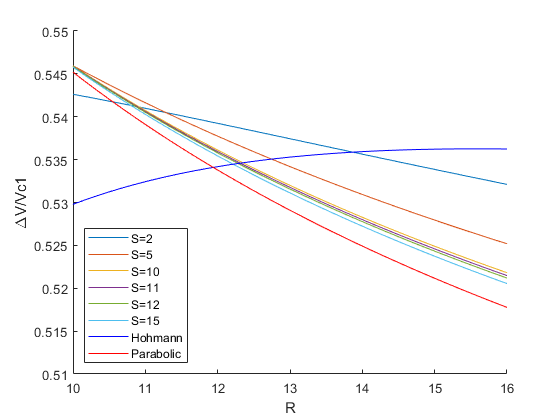 0.55
0.545
0.54
0.535
0.53
0.525
0.52
0.515
0.51
ΔV/Vc1
S=2
S=5
S=10
S=11
S=12
S=15
Hohmann
Parabolic
10 11 12 13 14 15 16
R